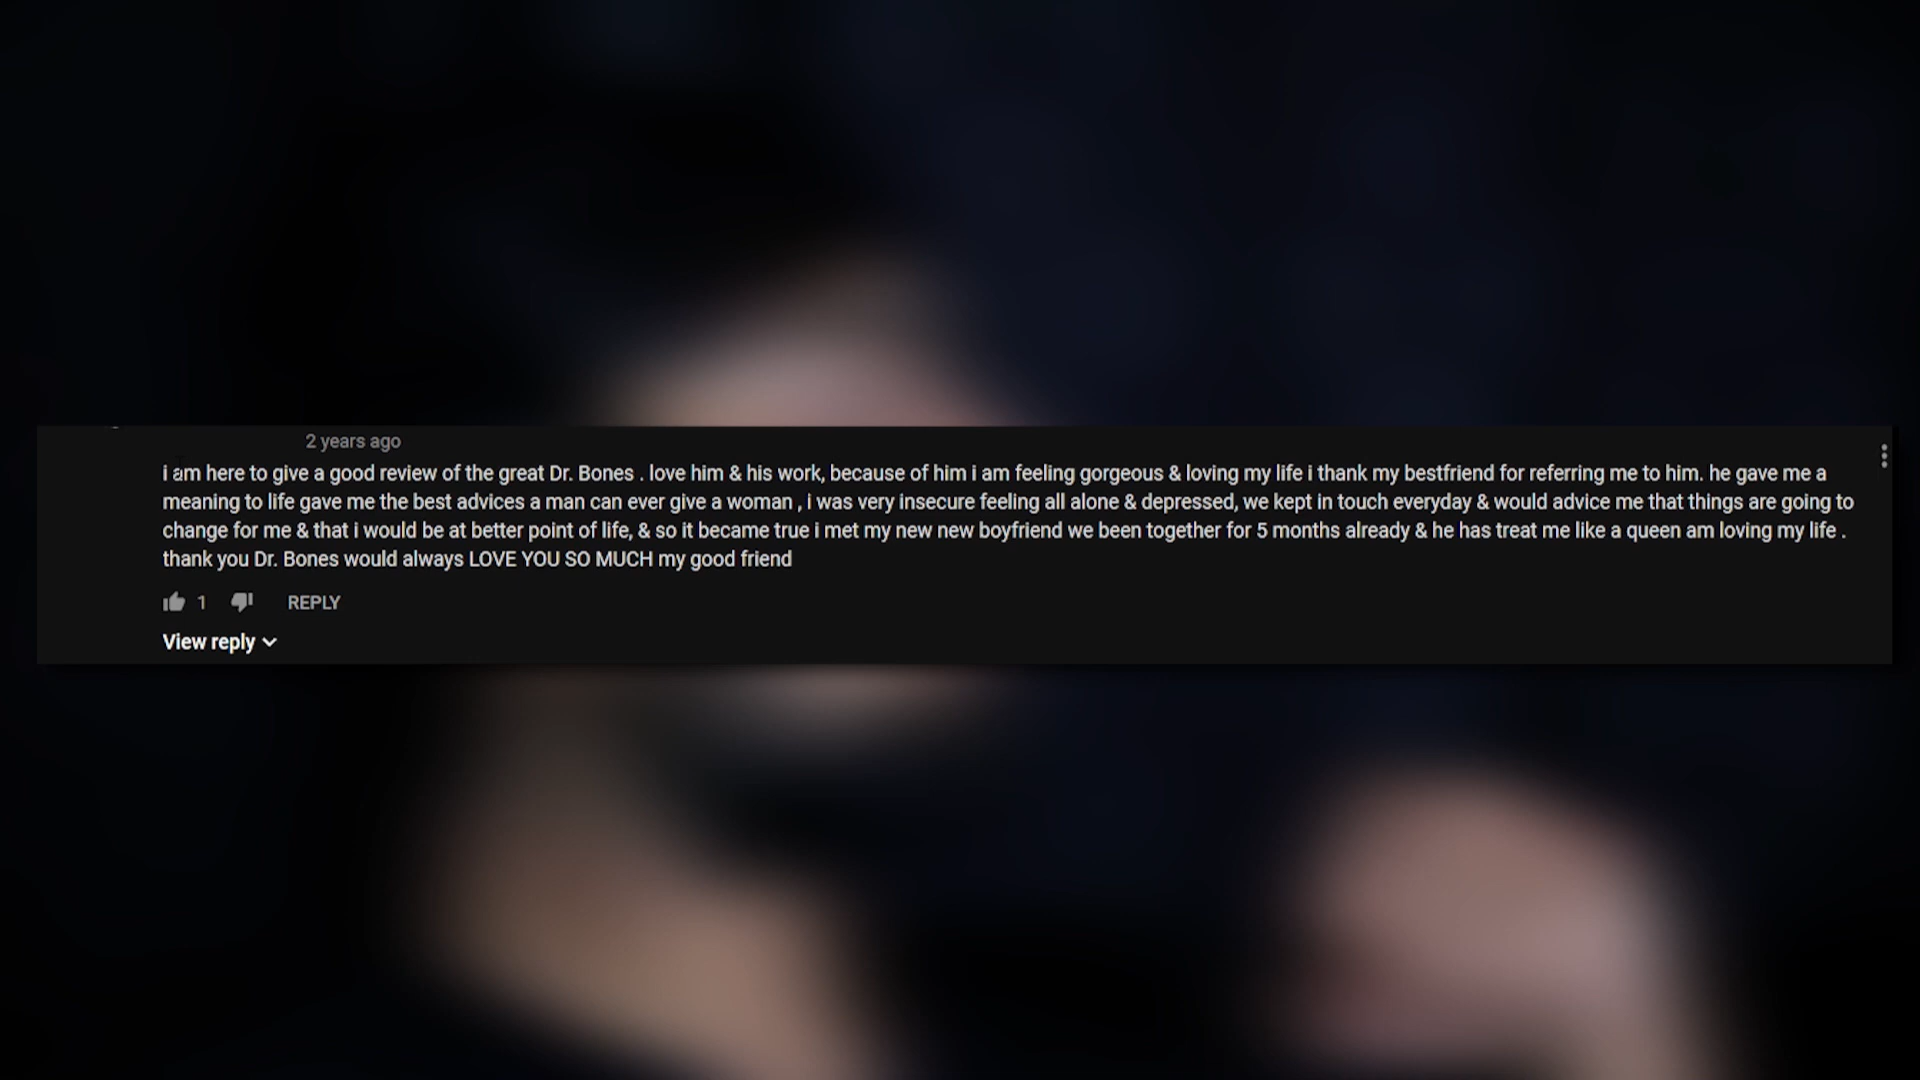 2 years ago
i am here to give a good review of the great Dr. Bones . love him & his work, because of him i am feeling gorgeous & loving my life i thank my bestfriend for referring me to him. he gave me a
meaning to life gave me the best advices a man can ever give a woman , i was very insecure feeling all alone & depressed, we kept in touch everyday & would advice me that things are going to
change for me & that i would be at better point of life, & so it became true i met my new new boyfriend we been together for 5 months already & he has treat me like a queen am loving my life .
thank you Dr. Bones would always LOVE YOU SO MUCH my good friend
1 REPLY
View reply